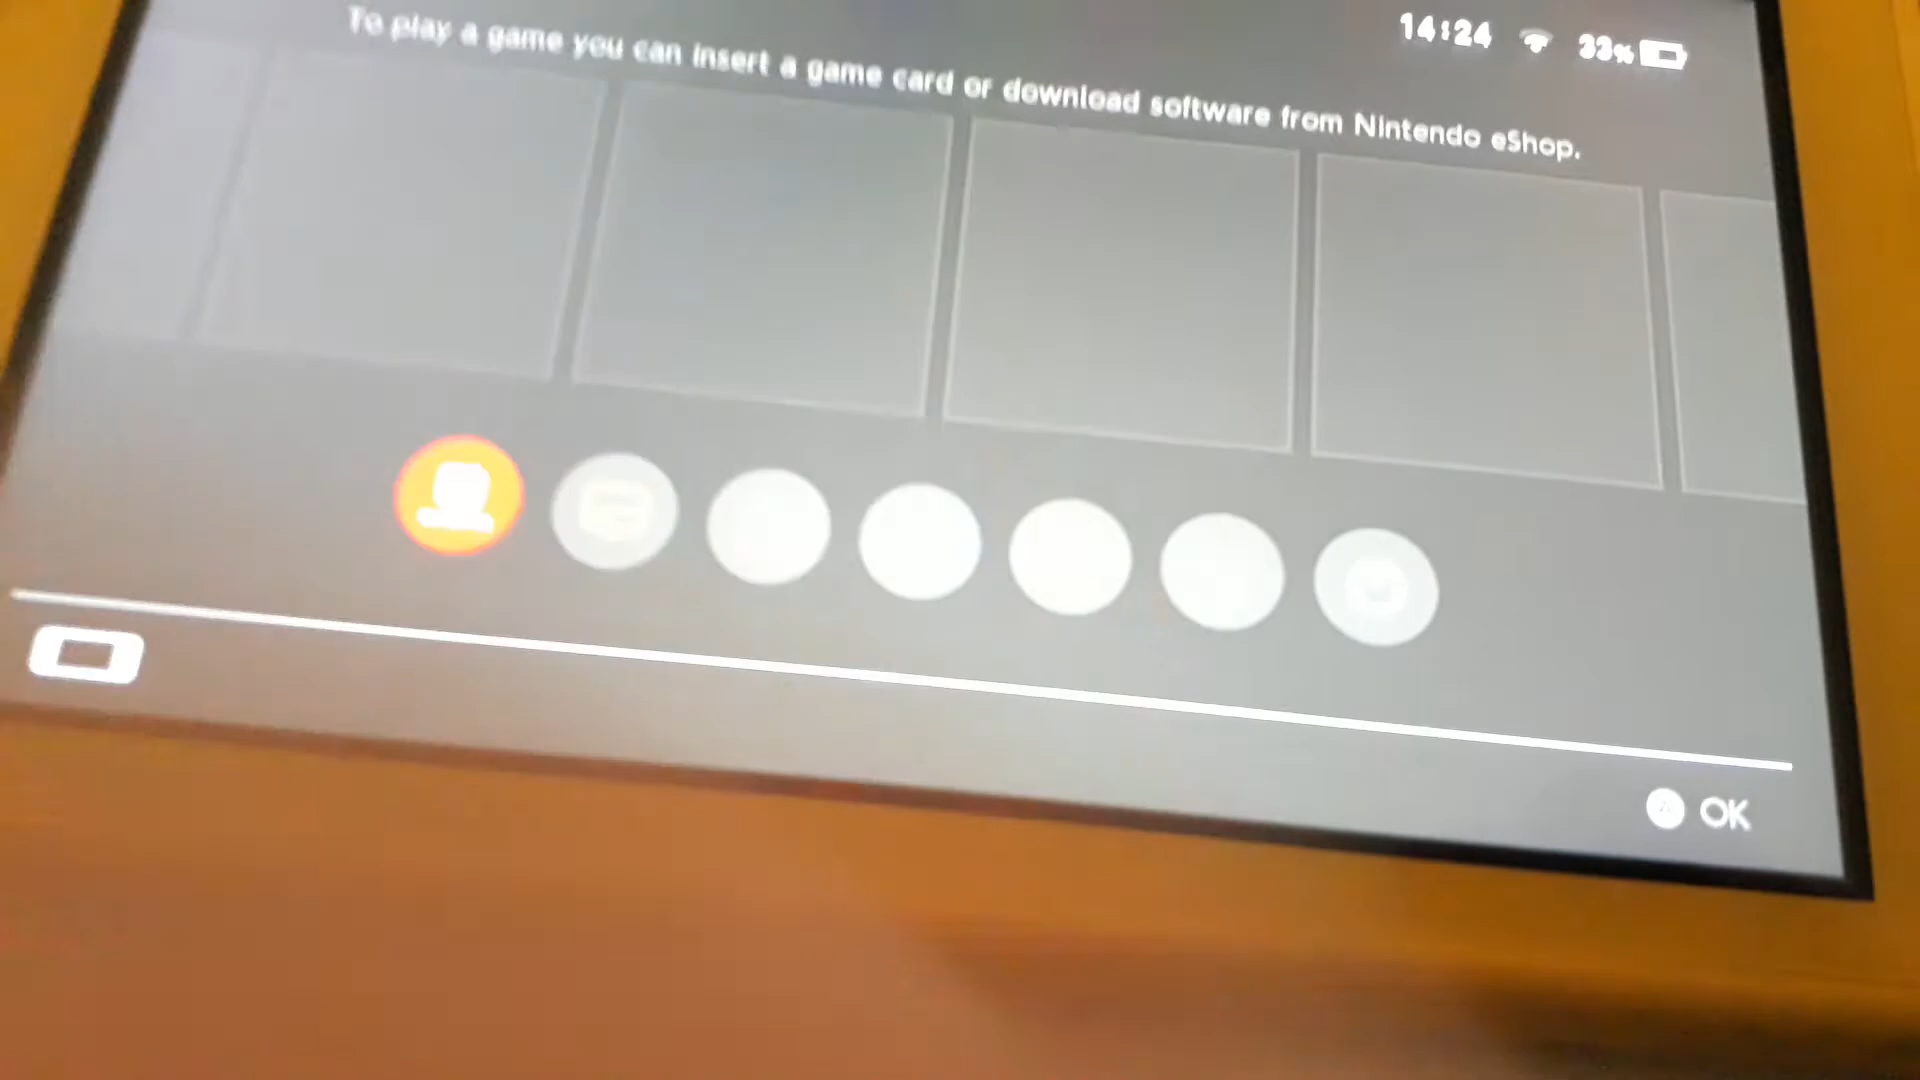 14:24 33%
To play a game you can insert a game card or download software from Nintendo eShop.
OK